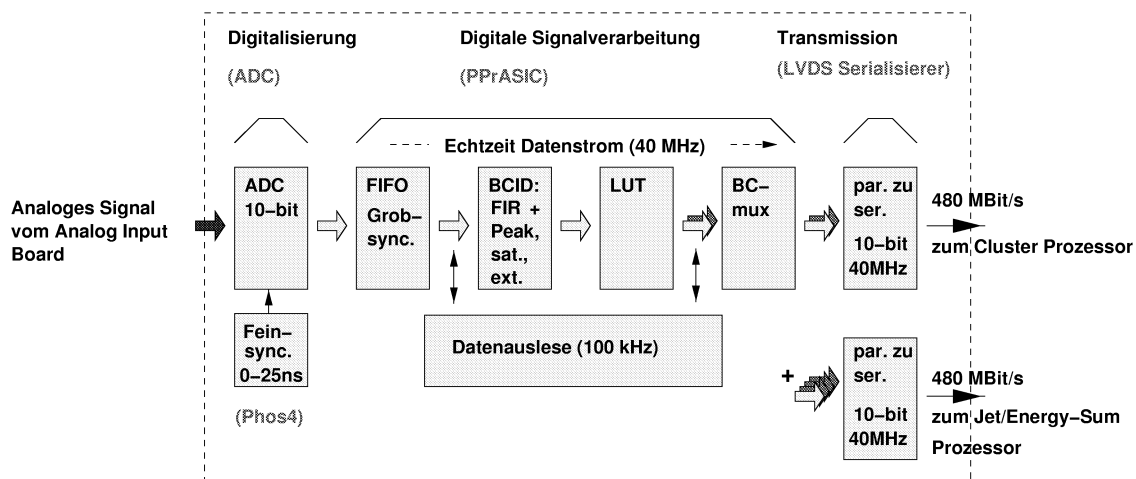 Digitalisierung
(ADC)
Digitale Signalverarbeitung
(PPrASIC)
Transmission
(LVDS Serialisierer)
Echtzeit Datenstrom (40 MHz)
Analoges Signal
vom Analog Input
Board
ADC
10-bit
FIFO
Grob-
sync.
BCID:
FIR +
Peak,
sat.,
ext.
LUT
BC-
mux
par. zu
ser.
10-bit
40MHz
480 MBit/s
zum Cluster Prozessor
Fein-
sync.
0-25ns
(Phos4)
Datenauslese (100 kHz)
+
par. zu
ser.
10-bit
40MHz
480 MBit/s
zum Jet/Energy-Sum
Prozessor